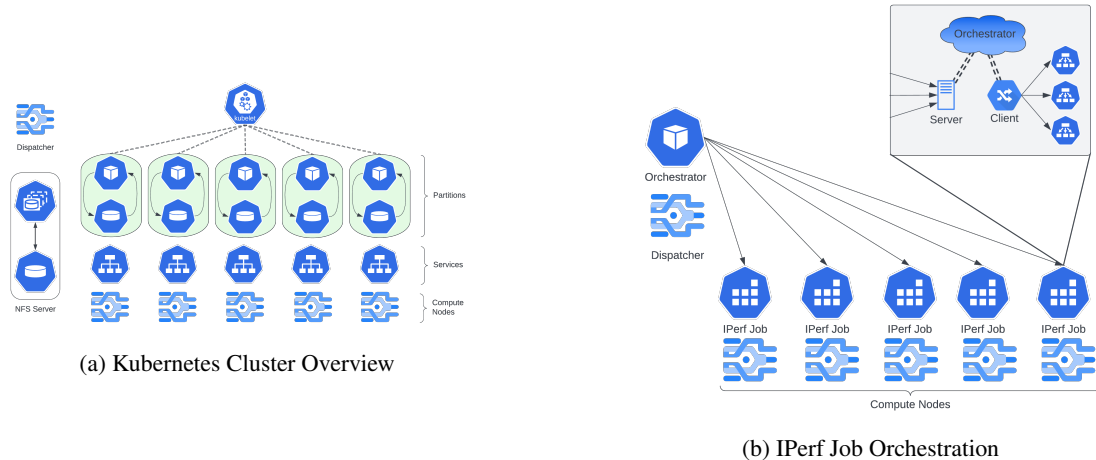 kubelet
Dispatcher
Partitions
Services
Compute
Nodes
NFS Server
(a) Kubernetes Cluster Overview
Orchestrator
Server
Client
Orchestrator
Dispatcher
IPerf Job
IPerf Job
IPerf Job
IPerf Job
IPerf Job
Compute Nodes
(b) IPerf Job Orchestration